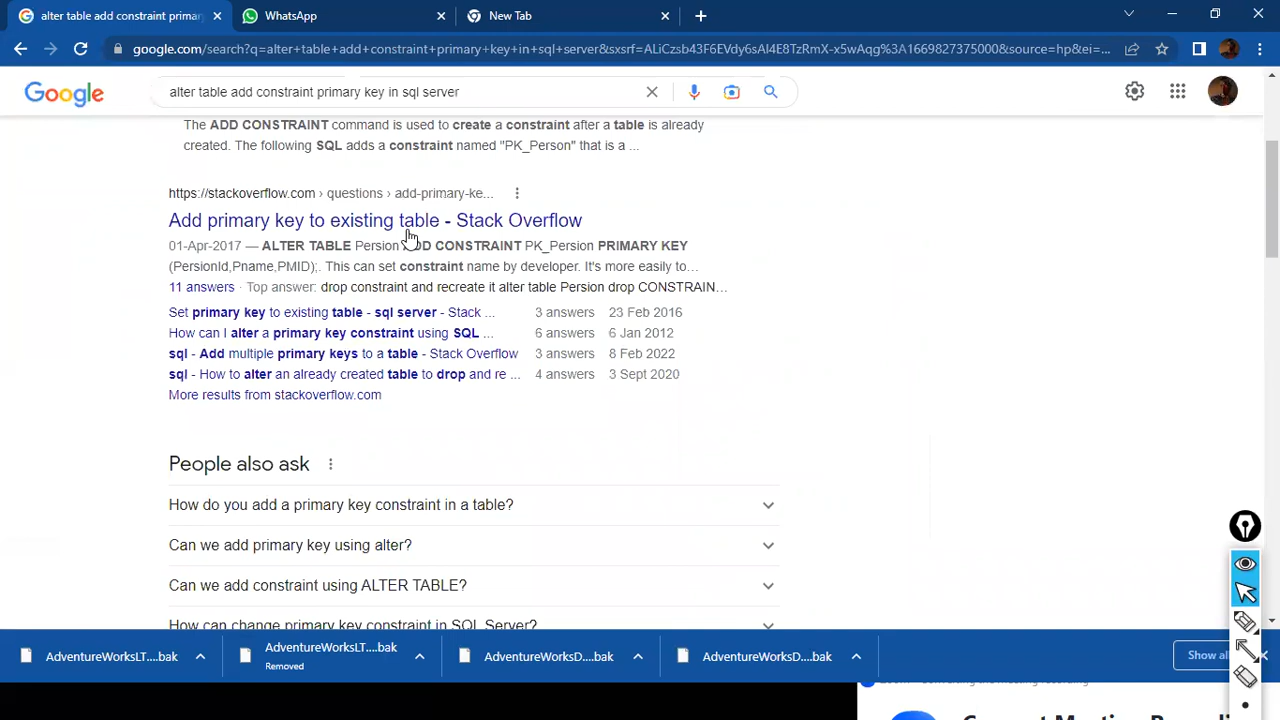 alter table add constraint primar
WhatsApp
New Tab
google.com/search?q=alter+table+add+constraint+primary+key+in+sql+server&sxsrf=ALiCzsb43F6EVdy6sAl4E8TzRmX-x5wAqg%3A1669827375000&source=hp&ei=...
Google
alter table add constraint primary key in sql server
The ADD CONSTRAINT command is used to create a constraint after a table is already
created. The following SQL adds a constraint named "PK_Person" that is a ...
https://stackoverflow.com › questions › add-primary-ke...
Add primary key to existing table - Stack Overflow
01-Apr-2017 — ALTER TABLE Persion ADD CONSTRAINT PK_Persion PRIMARY KEY
(PersionId,Pname,PMID);. This can set constraint name by developer. It's more easily to...
11 answers · Top answer: drop constraint and recreate it alter table Persion drop CONSTRAIN...
Set primary key to existing table - sql server - Stack ... 3 answers 23 Feb 2016
How can I alter a primary key constraint using SQL ... 6 answers 6 Jan 2012
sql - Add multiple primary keys to a table - Stack Overflow 3 answers 8 Feb 2022
sql - How to alter an already created table to drop and re ... 4 answers 3 Sept 2020
More results from stackoverflow.com
People also ask
How do you add a primary key constraint in a table?
Can we add primary key using alter?
Can we add constraint using ALTER TABLE?
How can change primary key constraint in SQL Server?
AdventureWorksLT....bak
AdventureWorksLT....bak
Removed
AdventureWorksD....bak
AdventureWorksD....bak
Show all